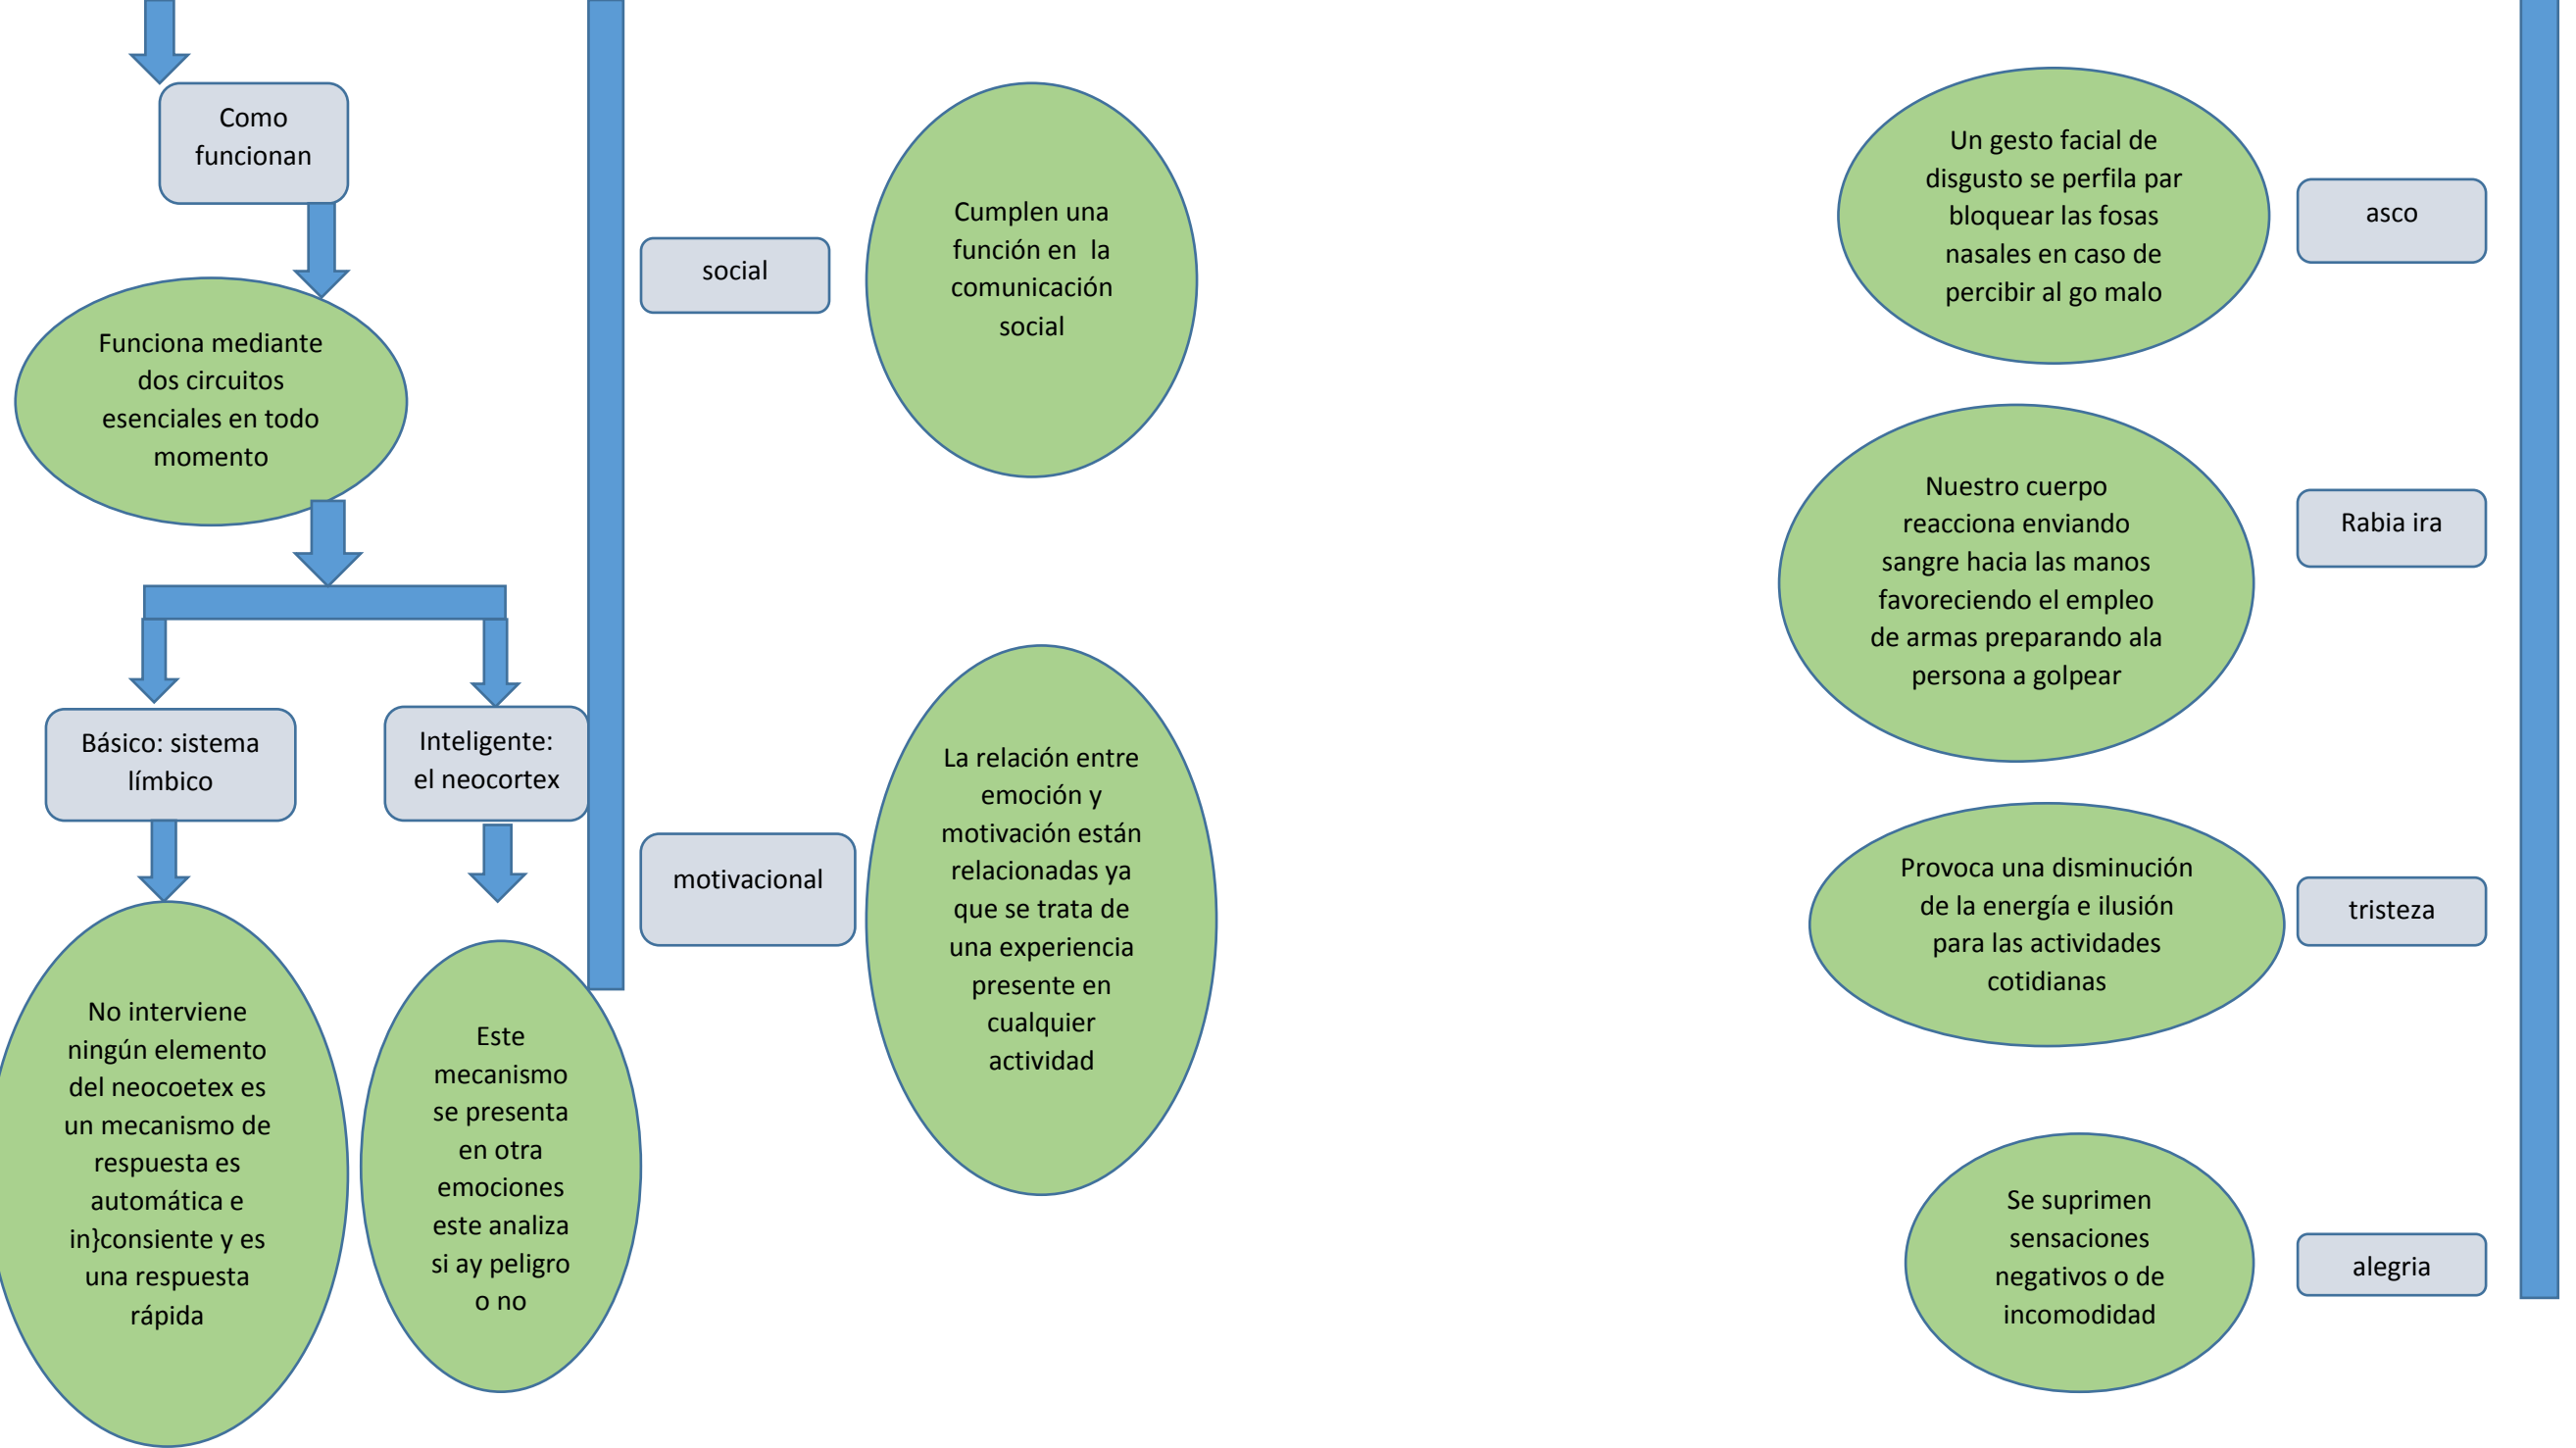 Como
funcionan
Funciona mediante
dos circuitos
esenciales en todo
momento
Básico: sistema
límbico
Inteligente:
el neocortex
No interviene
ningún elemento
del neocoetex es
un mecanismo de
respuesta es
automática e
in}consiente y es
una respuesta
rápida
Este
mecanismo
se presenta
en otra
emociones
este analiza
si ay peligro
o no
social
Cumplen una
función en  la
comunicación
social
motivacional
La relación entre
emoción y
motivación están
relacionadas ya
que se trata de
una experiencia
presente en
cualquier
actividad
Un gesto facial de
disgusto se perfila par
bloquear las fosas
nasales en caso de
percibir al go malo
asco
Nuestro cuerpo
reacciona enviando
sangre hacia las manos
favoreciendo el empleo
de armas preparando ala
persona a golpear
Rabia ira
Provoca una disminución
de la energía e ilusión
para las actividades
cotidianas
tristeza
Se suprimen
sensaciones
negativos o de
incomodidad
alegria